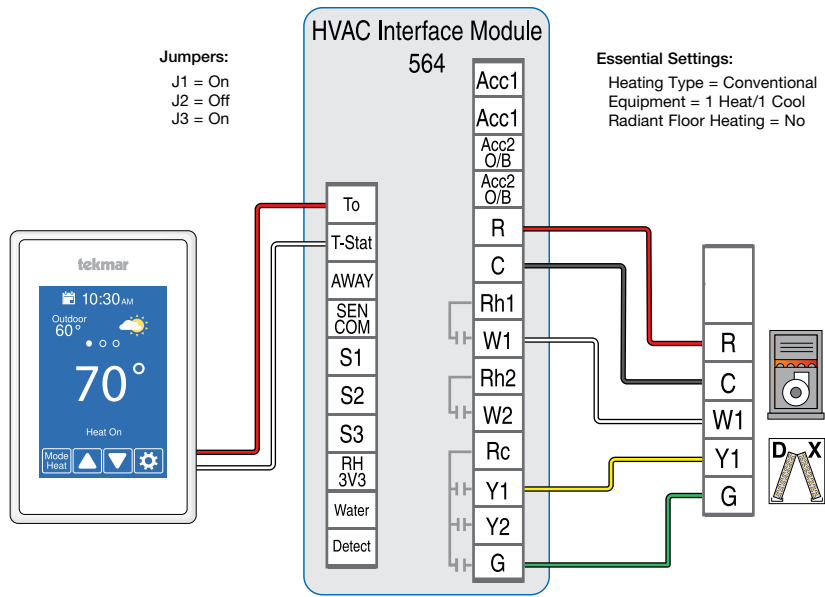 HVAC Interface Module
564
Jumpers:
J1 = On
J2 = Off
J3 = On
Essential Settings:
Heating Type = Conventional
Equipment = 1 Heat/1 Cool
Radiant Floor Heating = No
tekmar
10:30AM
Outdoor
60°
70°
Heat On
Mode
Heat
To
T-Stat
AWAY
SEN
COM
S1
S2
S3
RH
3V3
Water
Detect
Acc1
Acc1
Acc2
O/B
Acc2
O/B
R
C
Rh1
W1
Rh2
W2
Rc
Y1
Y2
G
R
C
W1
Y1
G
D X